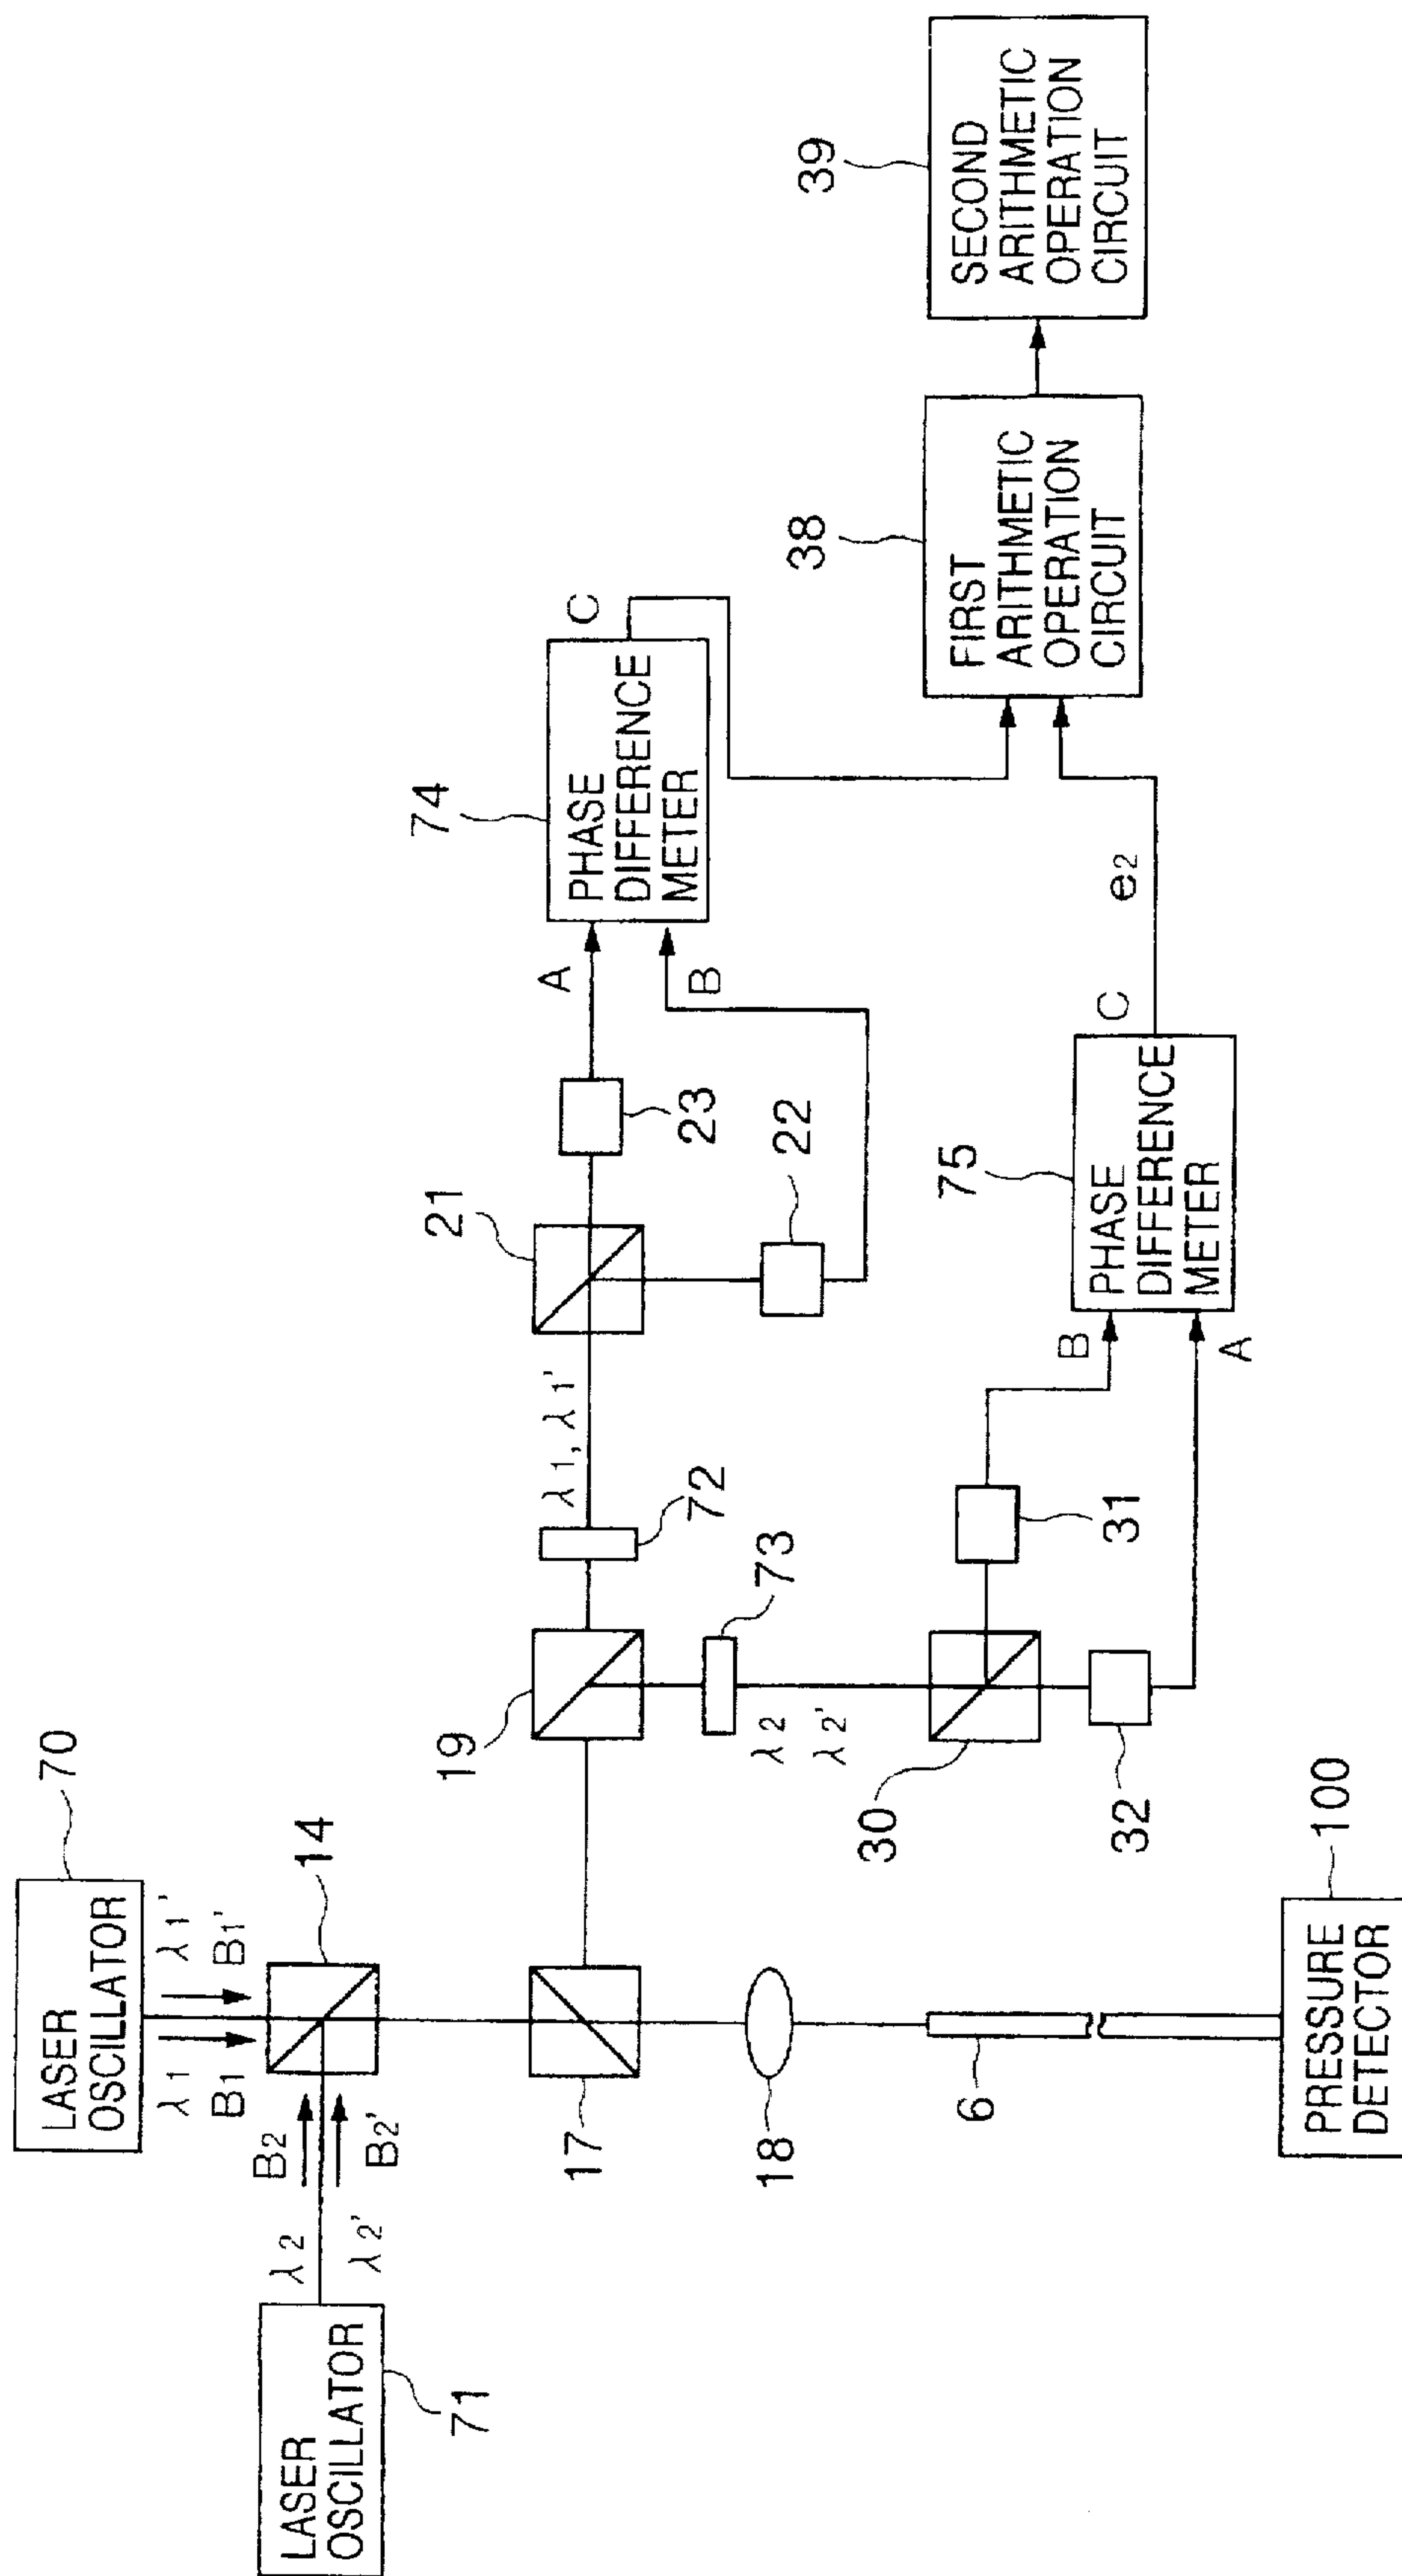 LASER
OSCILLATOR
70
λ1
λ1'
B1
B1'
14
LASER
OSCILLATOR
71
λ2
λ2'
B2
B2'
17
18
6
PRESSURE
DETECTOR
100
19
72
λ1, λ1'
21
23
22
A
B
PHASE
DIFFERENCE
METER
74
C
73
λ2
λ2'
30
31
32
B
A
PHASE
DIFFERENCE
METER
75
C
e2
FIRST
ARITHMETIC
OPERATION
CIRCUIT
38
SECOND
ARITHMETIC
OPERATION
CIRCUIT
39